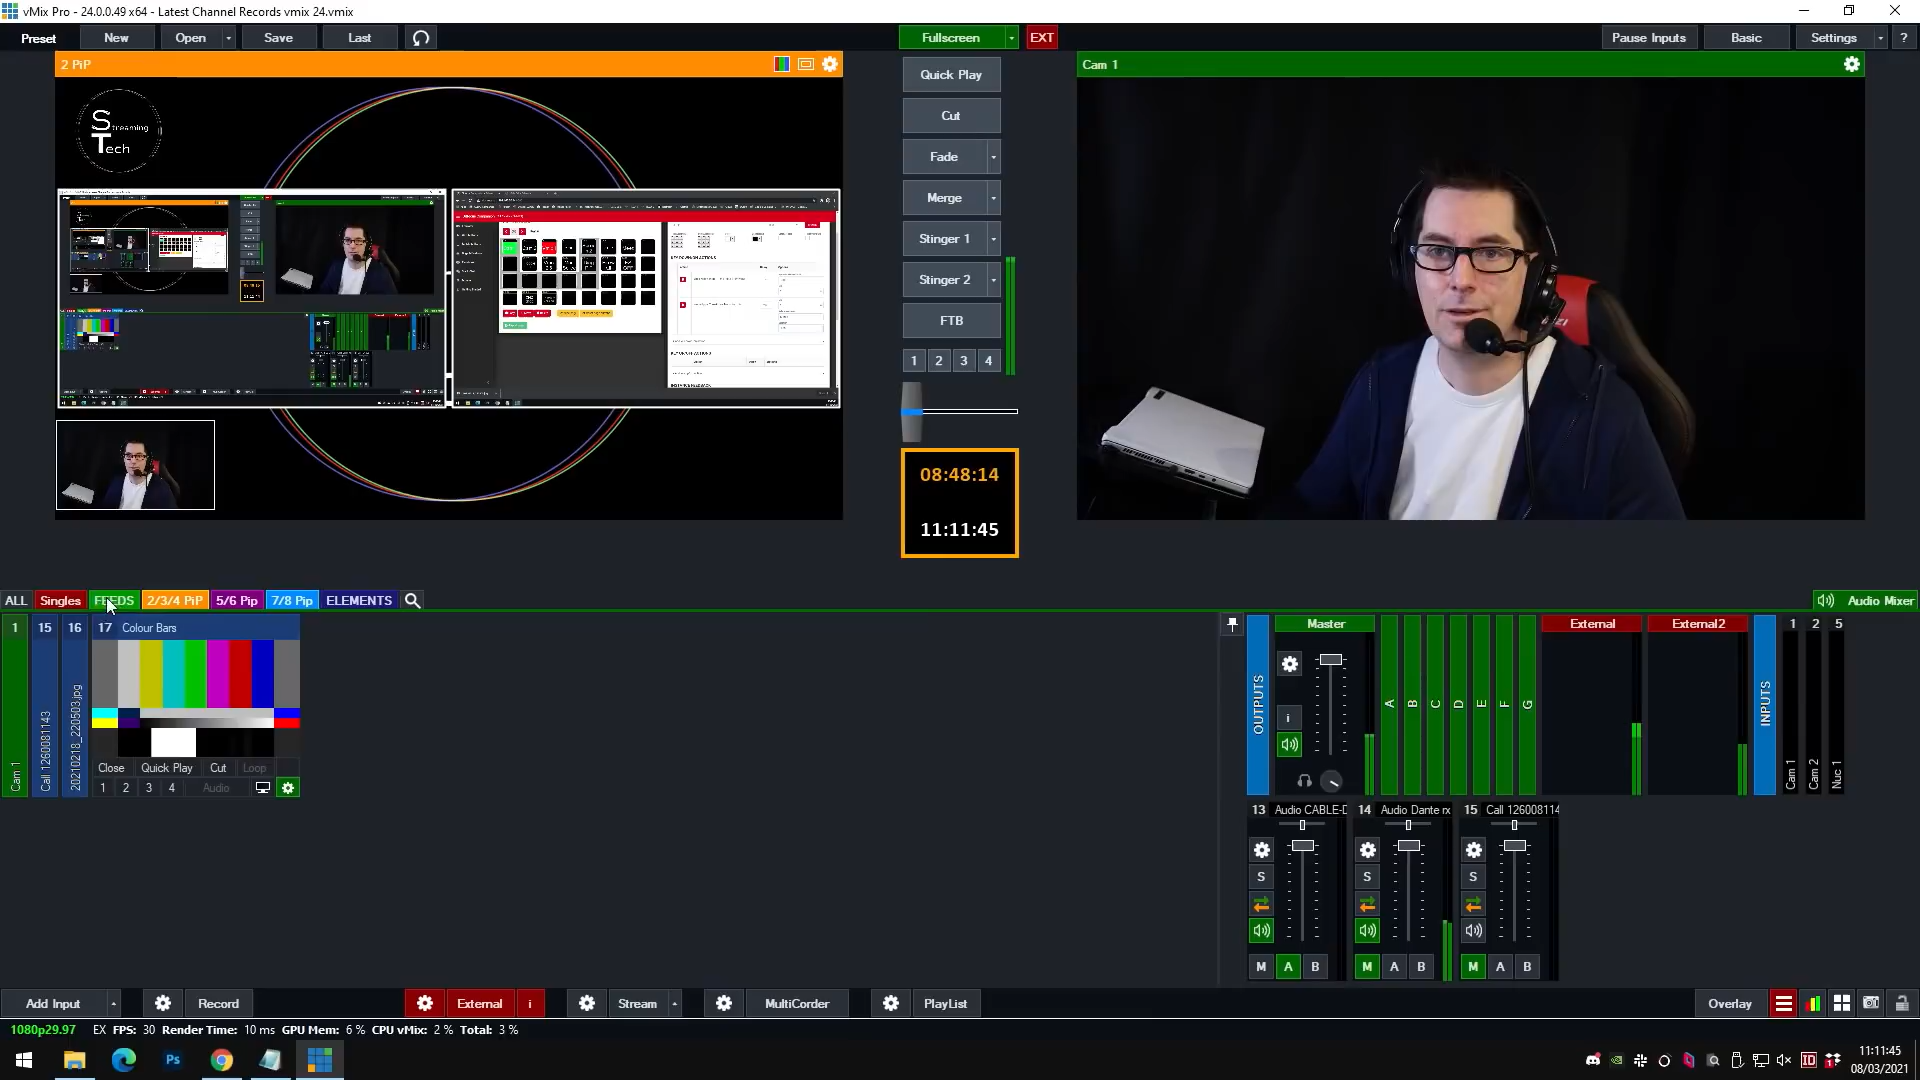 vMix Pro - 24.0.0.49 x64 - Latest Channel Records vmix 24.vmix
Preset New Open Save Last Fullscreen EXT Pause Inputs Basic Settings ?
2 PiP
Cam 1
Streaming
Tech
Quick Play
Cut
Fade
Merge
Stinger 1
Stinger 2
FTB
1 2 3 4
08:48:14
11:11:45
ALL Singles FEEDS 2/3/4 PiP 5/6 Pip 7/8 Pip ELEMENTS Audio Mixer
1 15 16 17 Colour Bars
Cam 1
Call 1260081143
20210218_220503.jpg
Close Quick Play Cut Loop
1 2 3 4 Audio
OUTPUTS
Master
A B C D E F G
External External2
INPUTS
1 2 5
Cam 1 Cam 2 Nuc 1
13 Audio CABLE-D 14 Audio Dante rx 15 Call 126008114
S S S
M A B M A B M A B
Add Input Record External i Stream MultiCorder PlayList Overlay
1080p29.97 EX FPS: 30 Render Time: 10 ms GPU Mem: 6 % CPU vMix: 2 % Total: 3 %
Ps
11:11:45
08/03/2021